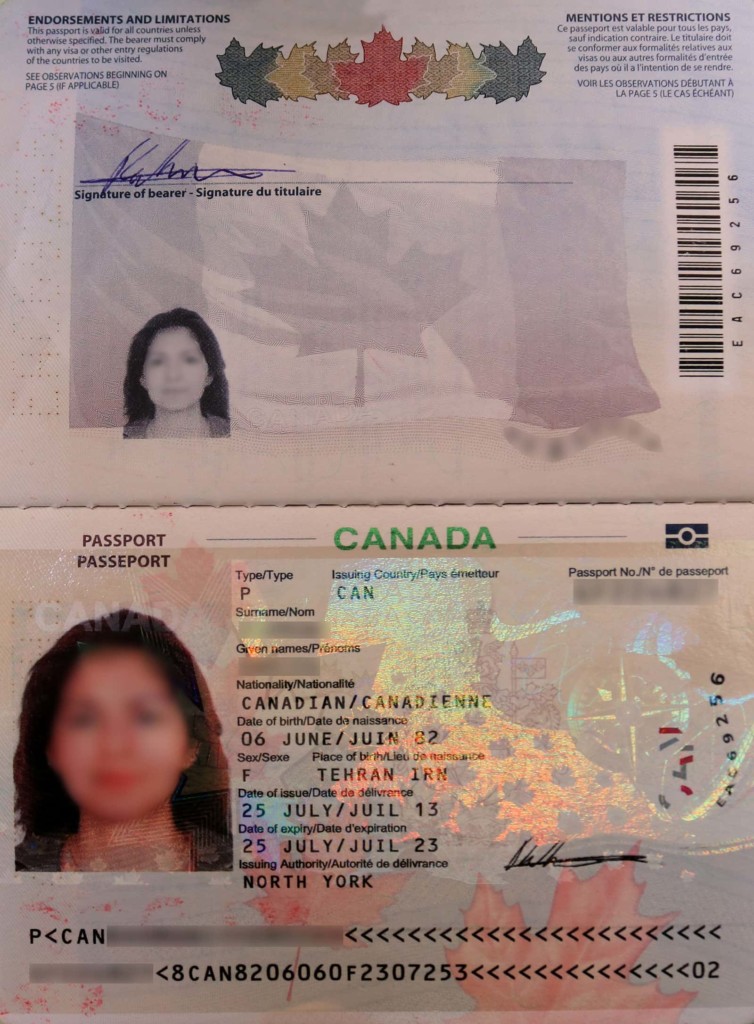 ENDORSEMENTS AND LIMITATIONS
This passport is valid for all countries unless
otherwise specified. The bearer must comply
with any visa or other entry regulations
of the countries to be visited.
SEE OBSERVATIONS BEGINNING ON
PAGE 5 (IF APPLICABLE)
MENTIONS ET RESTRICTIONS
Ce passeport est valable pour tous les pays,
sauf indication contraire. Le titulaire doit
se conformer aux formalités relatives aux
visas ou aux autres formalités d'entrée
des pays où il a l'intention de se rendre.
VOIR LES OBSERVATIONS DÉBUTANT À
LA PAGE 5 (LE CAS ÉCHÉANT)
Signature of bearer - Signature du titulaire
EAC69256
PASSPORT
PASSEPORT
CANADA
Type/Type
Issuing Country/Pays émetteur
Passport No./N° de passeport
P
CAN
Surname/Nom
Given names/Prénoms
Nationality/Nationalité
CANADIAN/CANADIENNE
Date of birth/Date de naissance
06 JUNE/JUIN 82
Sex/Sexe
Place of birth/Lieu de naissance
F
TEHRAN IRN
Date of issue/Date de délivrance
25 JULY/JUIL 13
Date of expiry/Date d'expiration
25 JULY/JUIL 23
Issuing Authority/Autorité de délivrance
NORTH YORK
CANADA
EAC69256
P<CAN
<<<<<<<<<<<<<<<<<<<<<<<<<
<8CAN8206060F2307253<<<<<<<<<<<<<<02